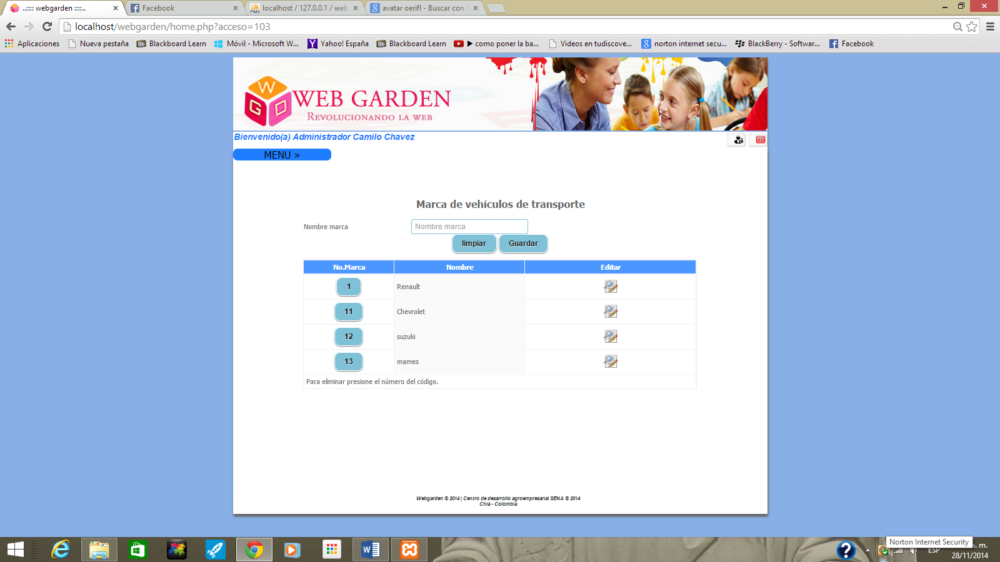 ..:::: webgarden ::::..
Facebook
localhost / 127.0.0.1 / web
avatar oerifl - Buscar con
localhost/webgarden/home.php?acceso=103
Aplicaciones
Nueva pestaña
Blackboard Learn
Móvil - Microsoft W...
Yahoo! España
Blackboard Learn
▶ como poner la ba...
Videos en tudiscove...
norton internet secu...
BlackBerry - Softwar...
Facebook
W G D
WEB GARDEN
REVOLUCIONANDO LA WEB
Bienvenido(a) Administrador Camilo Chavez
MENU »
Marca de vehículos de transporte
Nombre marca
Nombre marca
limpiar
Guardar
No.Marca Nombre Editar
1 Renault
11 Chevrolet
12 suzuki
13 mames
Para eliminar presione el número del código.
Webgarden © 2014 | Centro de desarrollo agroempresarial SENA © 2014
Chía - Colombia
Norton Internet Security
ESP
. m.
28/11/2014